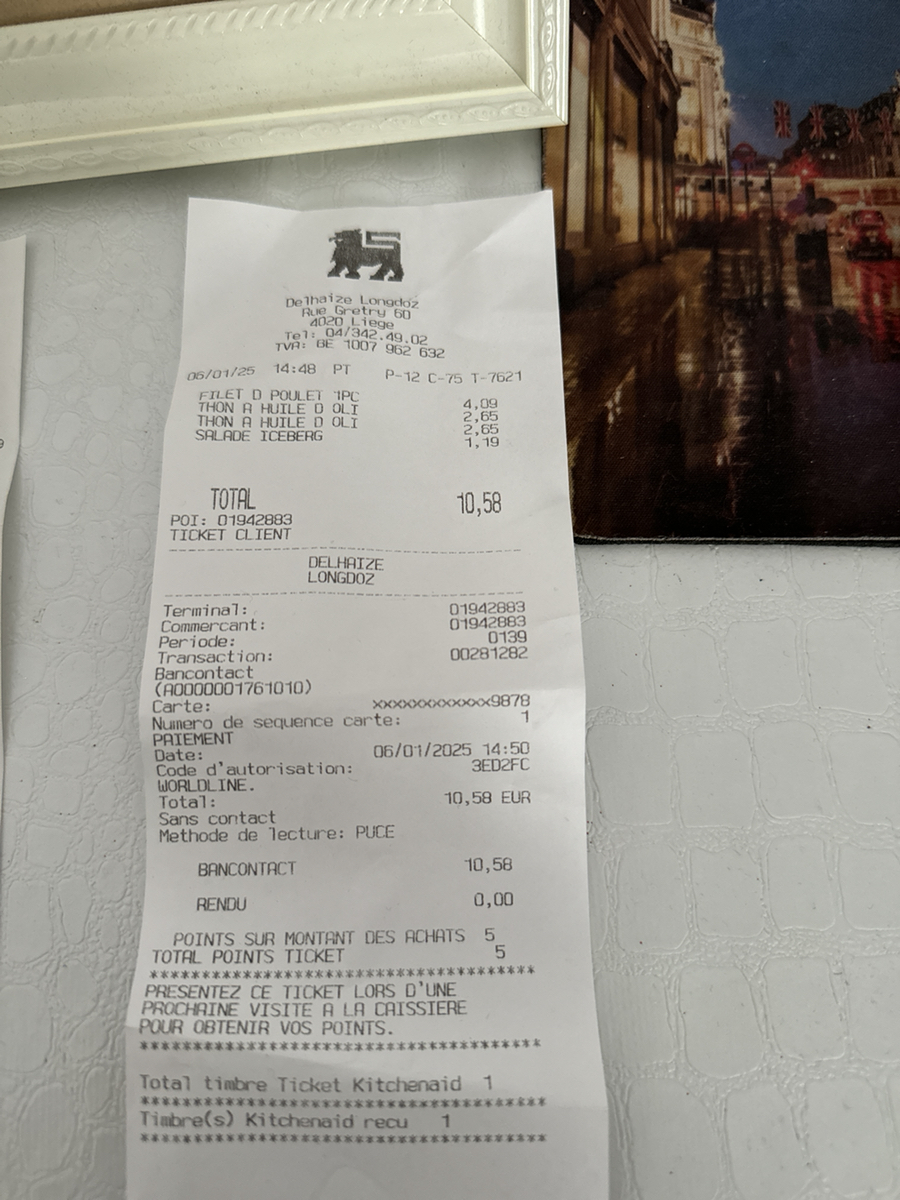 Delhaize Longdoz
Rue Gretry 60
4020 Liege
Tel: 04/342.49.02
TVA: BE 1007 962 632
06/01/25 14:48 PT P-12 C-75 T-7621
FILET D POULET 1PC 4,09
THON A HUILE D OLI 2,65
THON A HUILE D OLI 2,65
SALADE ICEBERG 1,19
TOTAL 10,58
POI: 01942883
TICKET CLIENT
DELHAIZE
LONGDOZ
Terminal: 01942883
Commercant: 01942883
Periode: 0139
Transaction: 00281282
Bancontact
(A0000001761010)
Carte: xxxxxxxxxxxxx9878
Numero de sequence carte: 1
PAIEMENT
Date: 06/01/2025 14:50
Code d'autorisation: 3ED2FC
WORLDLINE.
Total: 10,58 EUR
Sans contact
Methode de lecture: PUCE
BANCONTACT 10,58
RENDU 0,00
POINTS SUR MONTANT DES ACHATS 5
TOTAL POINTS TICKET 5
****************************************
PRESENTEZ CE TICKET LORS D'UNE
PROCHAINE VISITE A LA CAISSIERE
POUR OBTENIR VOS POINTS.
****************************************
Total timbre Ticket Kitchenaid 1
****************************************
Timbre(s) Kitchenaid recu 1
****************************************